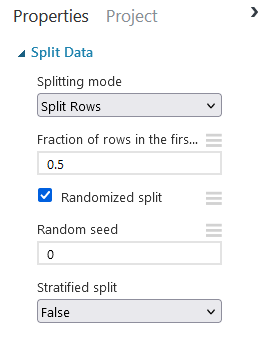 Properties Project
Split Data
Splitting mode
Split Rows
Fraction of rows in the firs...
0.5
Randomized split
Random seed
0
Stratified split
False